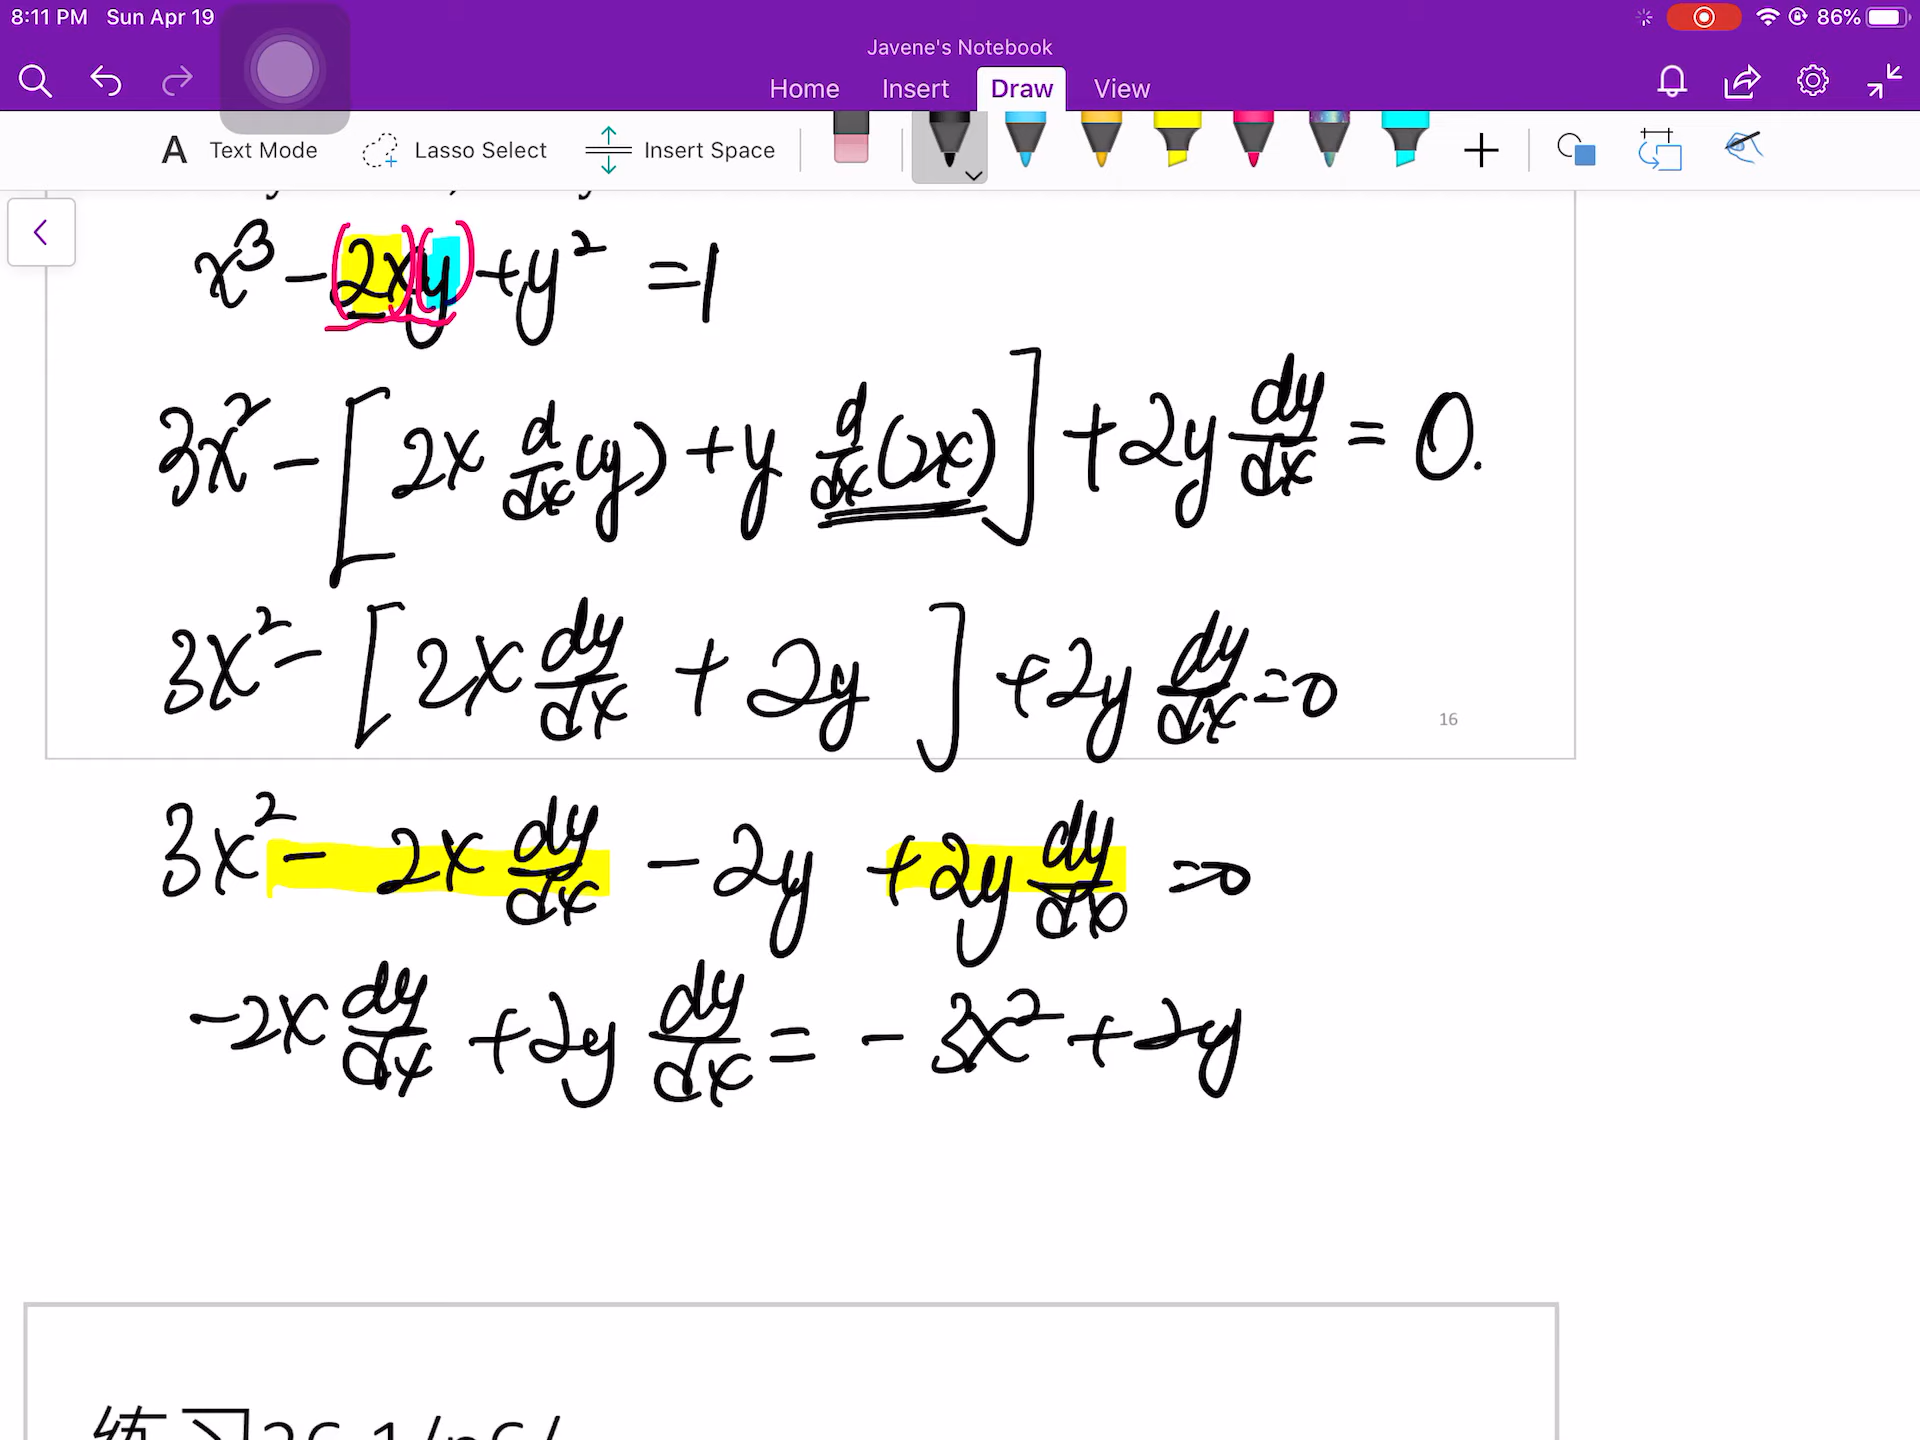 8:11 PM Sun Apr 19
86%
Javene's Notebook
Home Insert Draw View
A Text Mode Lasso Select Insert Space
x³ - (2x)(y) + y² = 1
3x² - [2x d/dx (y) + y d/dx (2x)] + 2y dy/dx = 0.
3x² - [2x dy/dx + 2y] + 2y dy/dx = 0
16
3x² - 2x dy/dx - 2y + 2y dy/dx = 0
-2x dy/dx + 2y dy/dx = -3x² + 2y